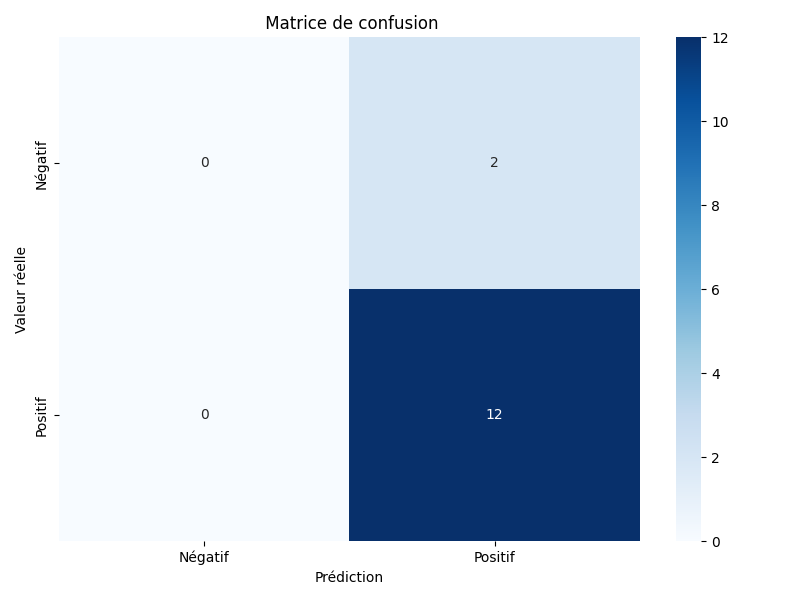 Matrice de confusion
Négatif
0
2
Positif
0
12
Valeur réelle
Négatif
Positif
Prédiction
12
10
8
6
4
2
0